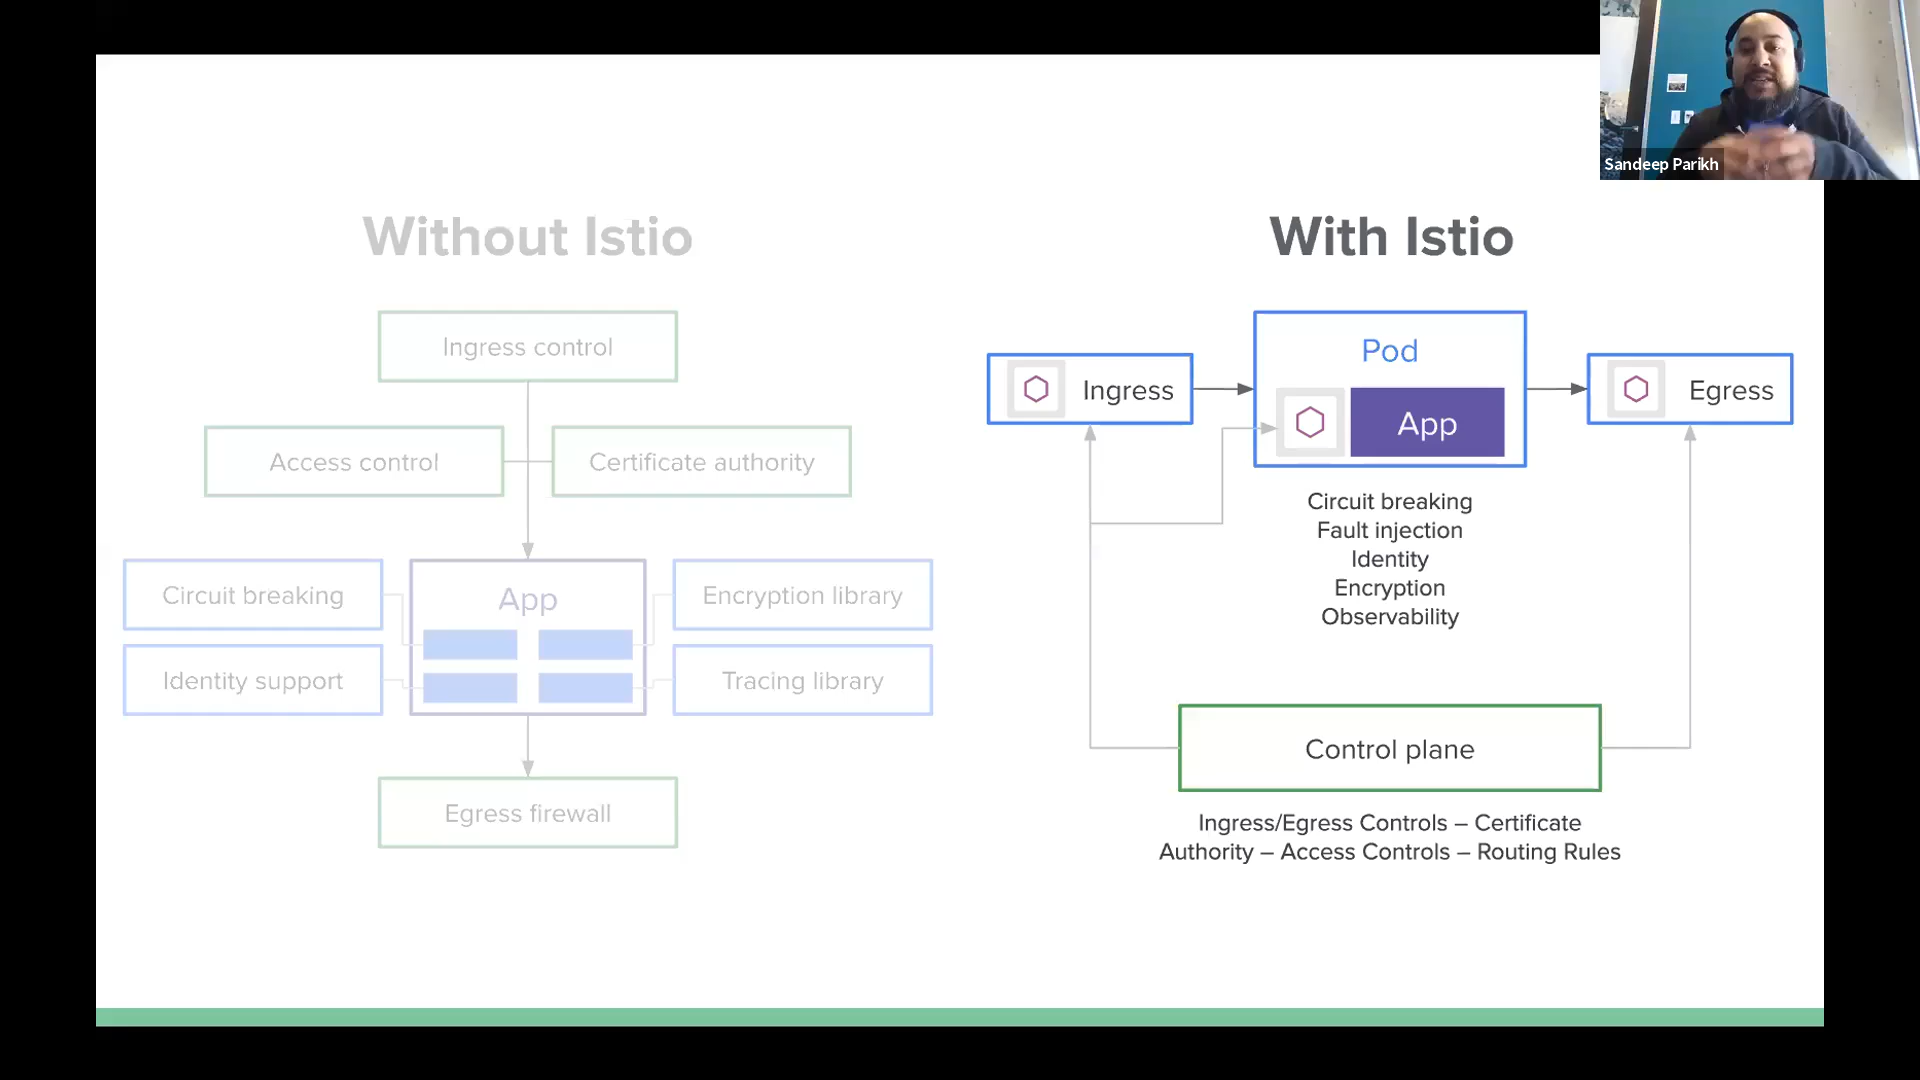 Sandeep Parikh
Without Istio
Ingress control
Access control
Certificate authority
Circuit breaking
App
Encryption library
Identity support
Tracing library
Egress firewall
With Istio
Ingress
Pod
App
Egress
Circuit breaking
Fault injection
Identity
Encryption
Observability
Control plane
Ingress/Egress Controls – Certificate
Authority – Access Controls – Routing Rules